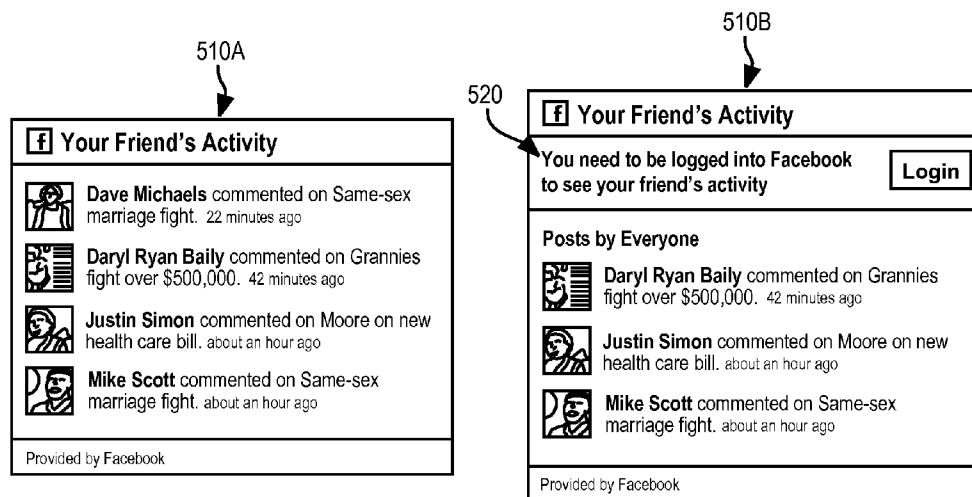 510A
f Your Friend's Activity
Dave Michaels commented on Same-sex
marriage fight. 22 minutes ago
Daryl Ryan Baily commented on Grannies
fight over $500,000. 42 minutes ago
Justin Simon commented on Moore on new
health care bill. about an hour ago
Mike Scott commented on Same-sex
marriage fight. about an hour ago
Provided by Facebook
510B
520
f Your Friend's Activity
You need to be logged into Facebook
to see your friend's activity
Login
Posts by Everyone
Daryl Ryan Baily commented on Grannies
fight over $500,000. 42 minutes ago
Justin Simon commented on Moore on new
health care bill. about an hour ago
Mike Scott commented on Same-sex
marriage fight. about an hour ago
Provided by Facebook